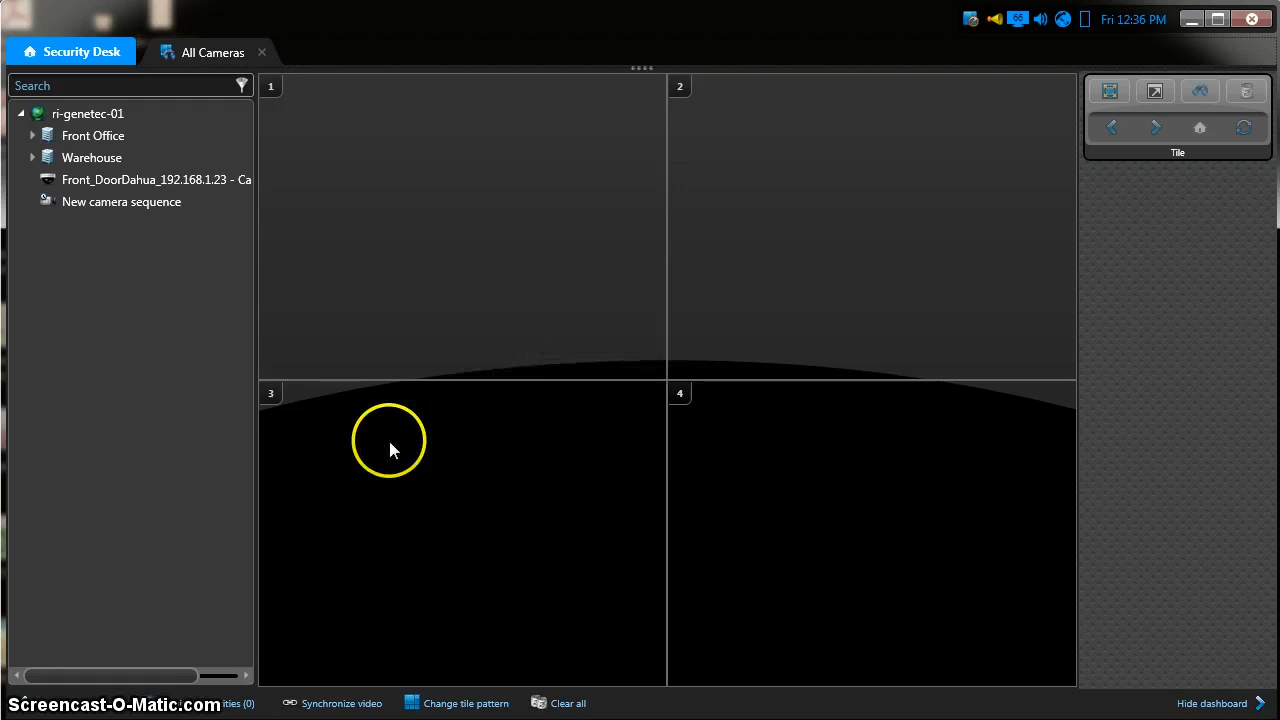 66
Fri 12:36 PM
Security Desk
All Cameras
Search
ri-genetec-01
Front Office
Warehouse
Front_DoorDahua_192.168.1.23 - Ca
New camera sequence
1
2
3
4
Tile
Screencast-O-Matic.com
(0)
Synchronize video
Change tile pattern
Clear all
Hide dashboard